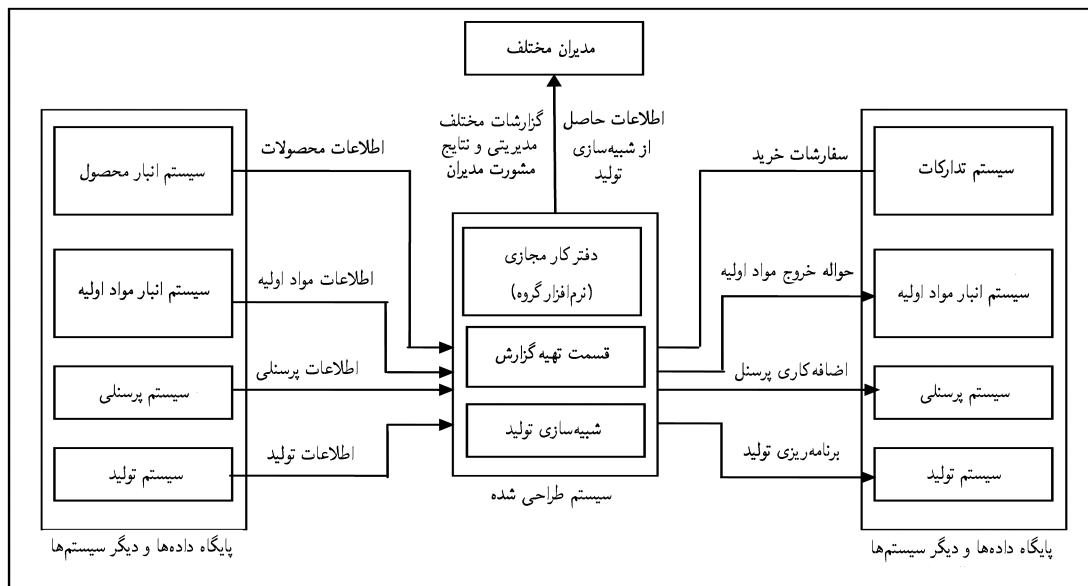 مدیران مختلف
گزارشات مختلف
مدیریتی و نتایج
مشورت مدیران
اطلاعات حاصل
از شبیه‌سازی
تولید
سیستم تدارکات
سیستم انبار مواد اولیه
سیستم پرسنلی
سیستم تولید
پایگاه داده‌ها و دیگر سیستم‌ها
سفارشات خرید
حواله خروج مواد اولیه
اضافه‌کاری پرسنل
برنامه‌ریزی تولید
دفتر کار مجازی
(نرم‌افزار گروه)
قسمت تهیه گزارش
شبیه‌سازی تولید
سیستم طراحی شده
اطلاعات محصولات
اطلاعات مواد اولیه
اطلاعات پرسنلی
اطلاعات تولید
سیستم انبار محصول
سیستم انبار مواد اولیه
سیستم پرسنلی
سیستم تولید
پایگاه داده‌ها و دیگر سیستم‌ها